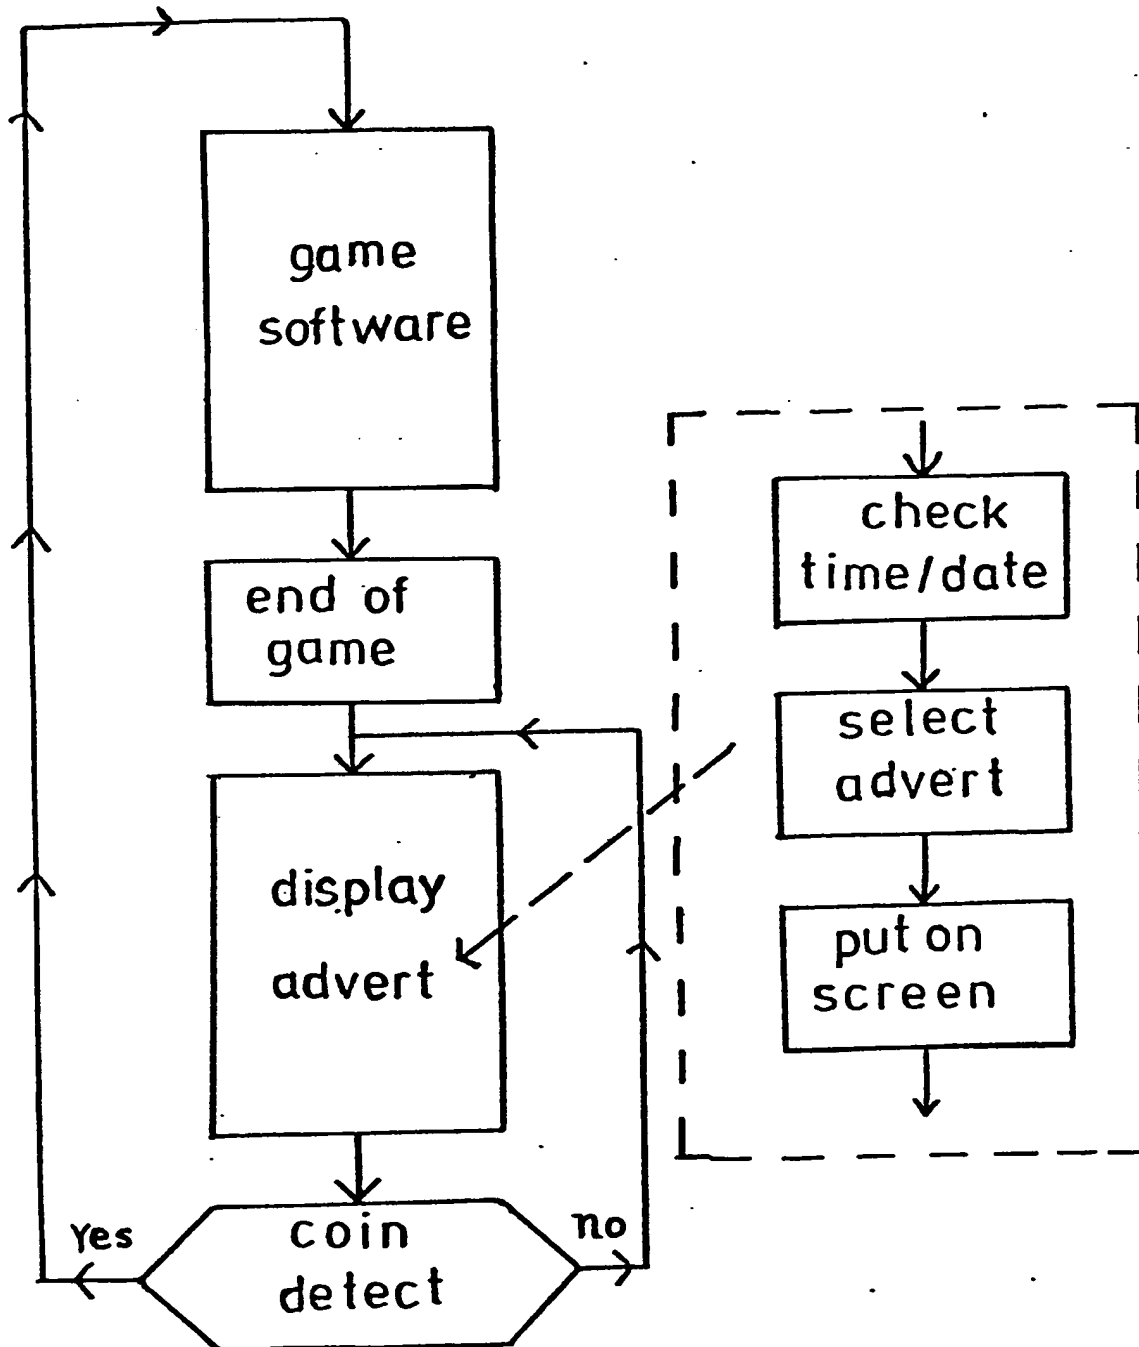 game
software
end of
game
display
advert
coin
detect
Yes
no
check
time/date
select
advert
put on
screen